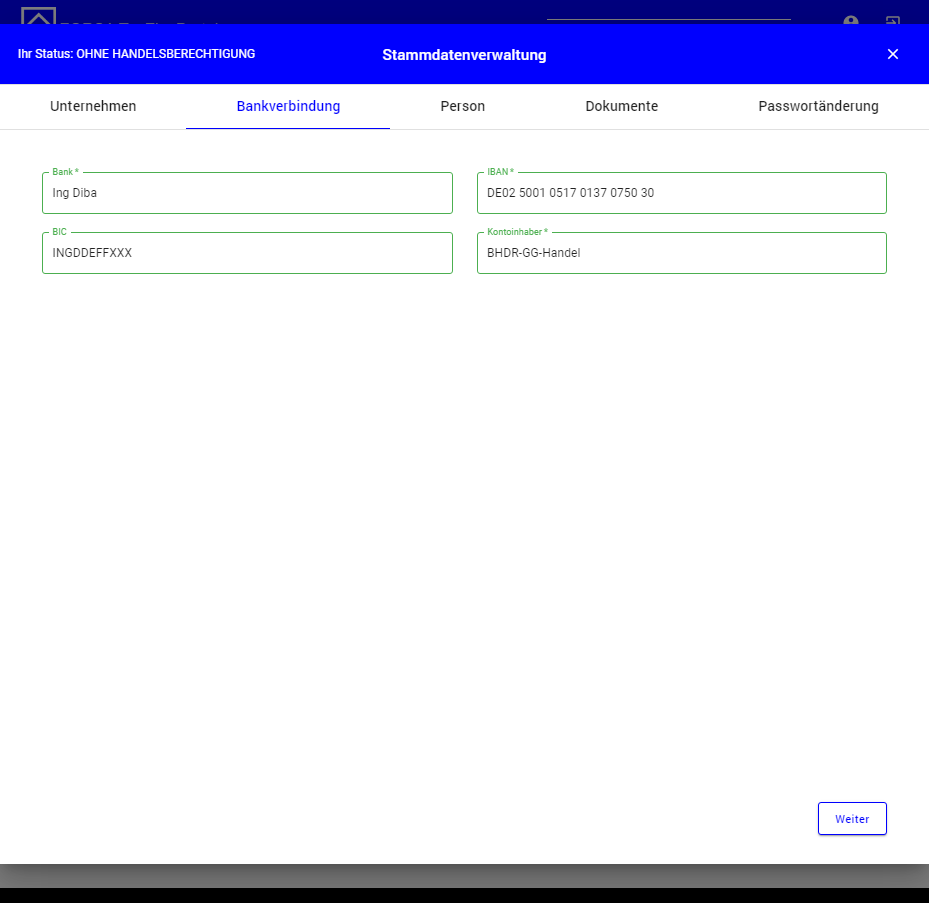 Ihr Status: OHNE HANDELSBERECHTIGUNG
Stammdatenverwaltung
Unternehmen
Bankverbindung
Person
Dokumente
Passwortänderung
Bank *
Ing Diba
IBAN *
DE02 5001 0517 0137 0750 30
BIC
INGDDEFFXXX
Kontoinhaber *
BHDR-GG-Handel
Weiter